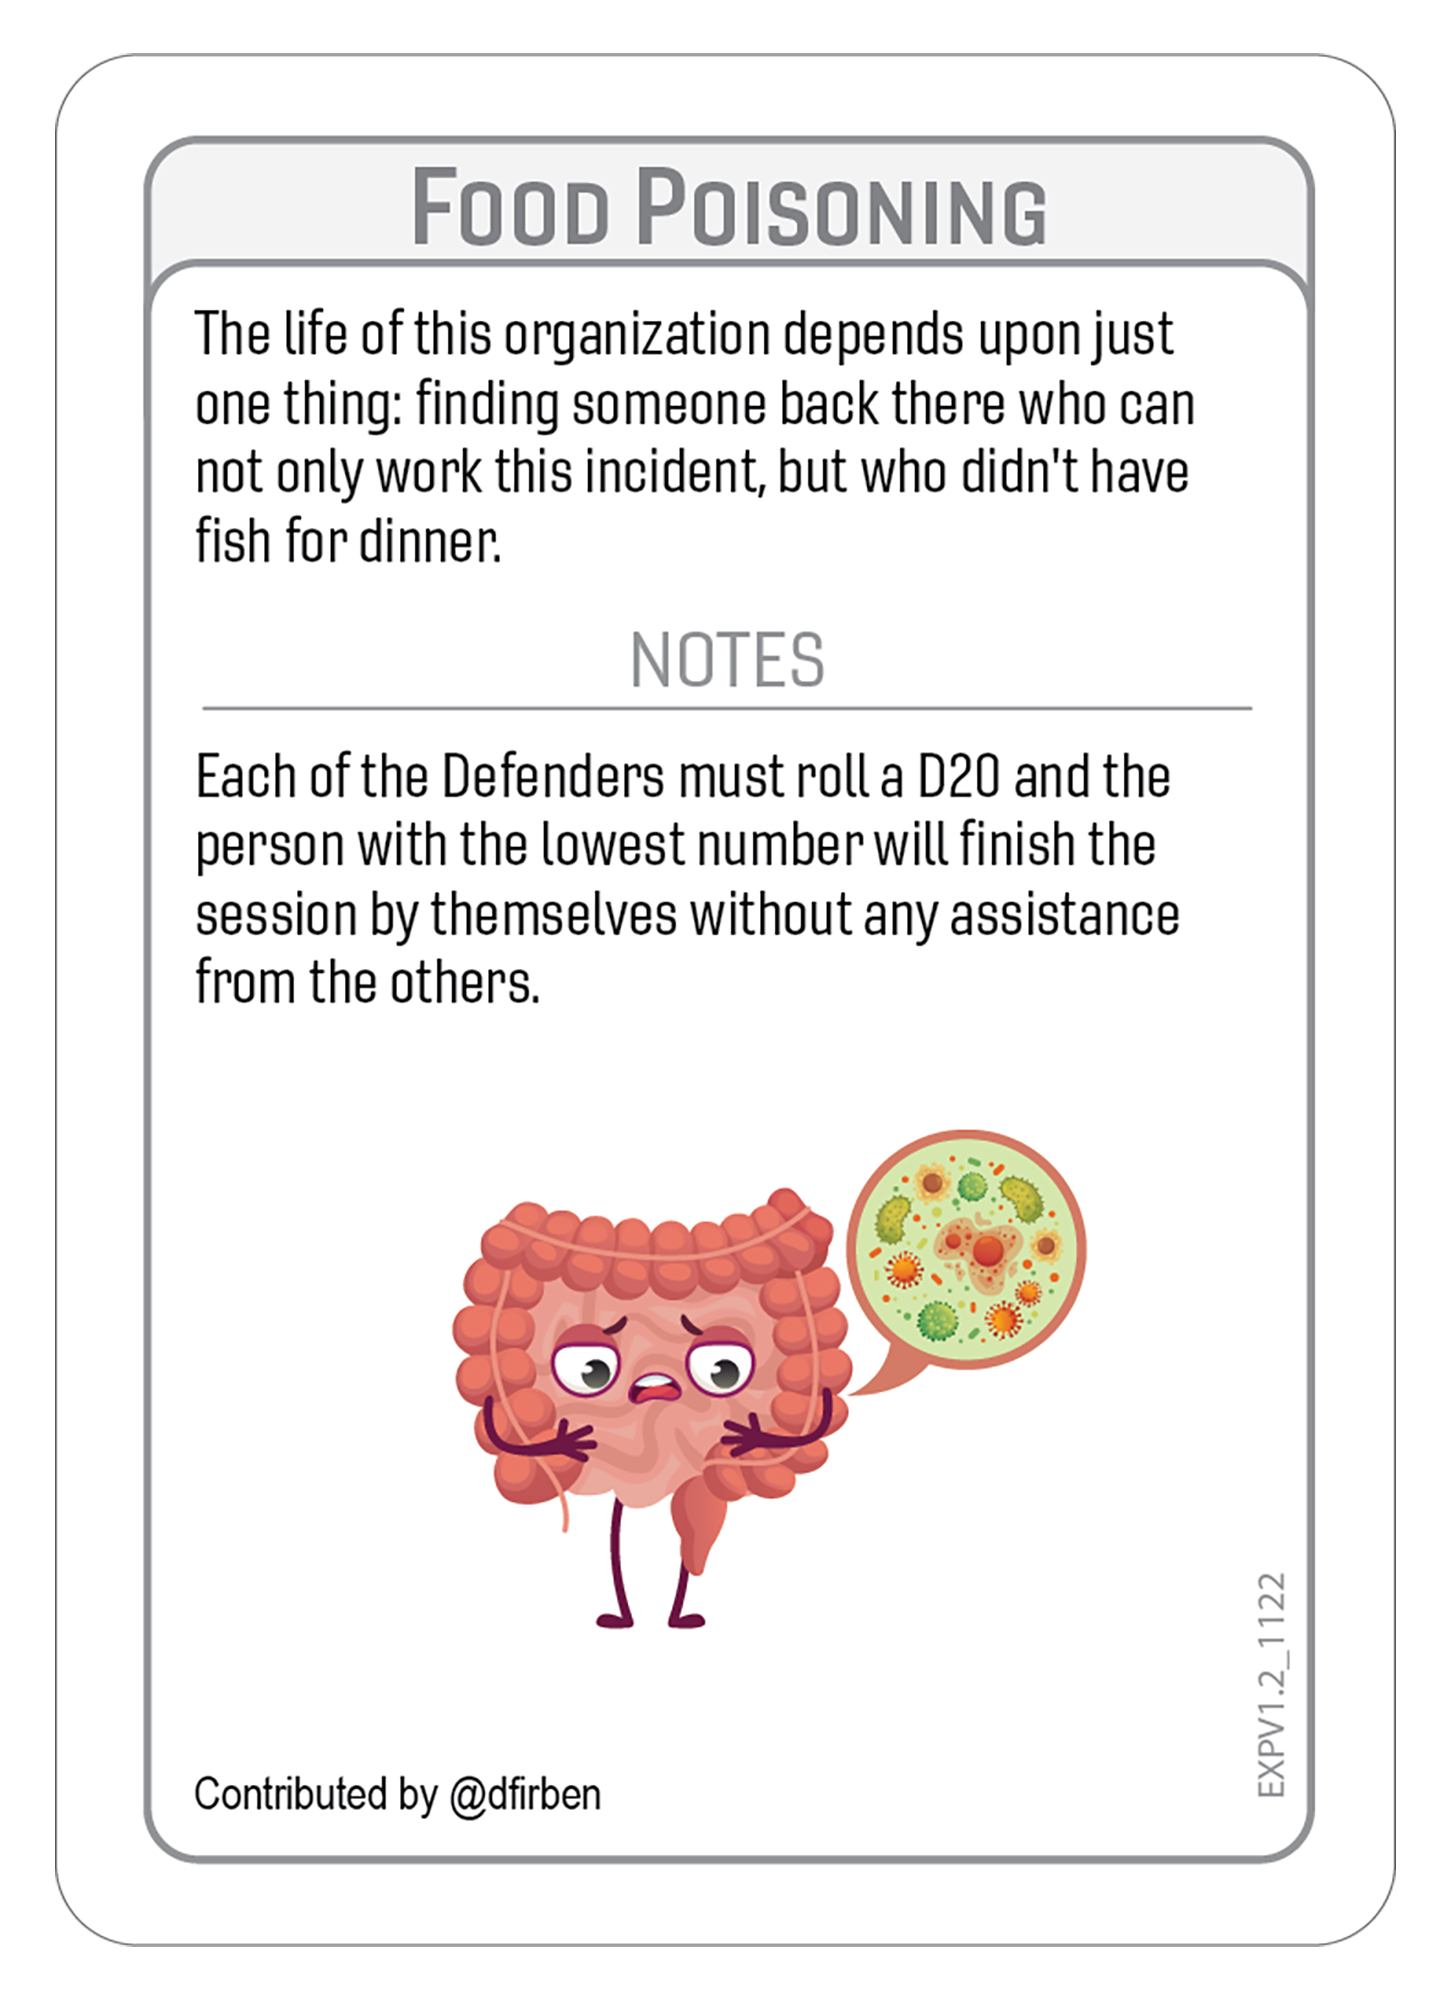 FOOD POISONING
The life of this organization depends upon just
one thing: finding someone back there who can
not only work this incident, but who didn't have
fish for dinner.
NOTES
Each of the Defenders must roll a D20 and the
person with the lowest number will finish the
session by themselves without any assistance
from the others.
EXPV1.2_1122
Contributed by @dfirben